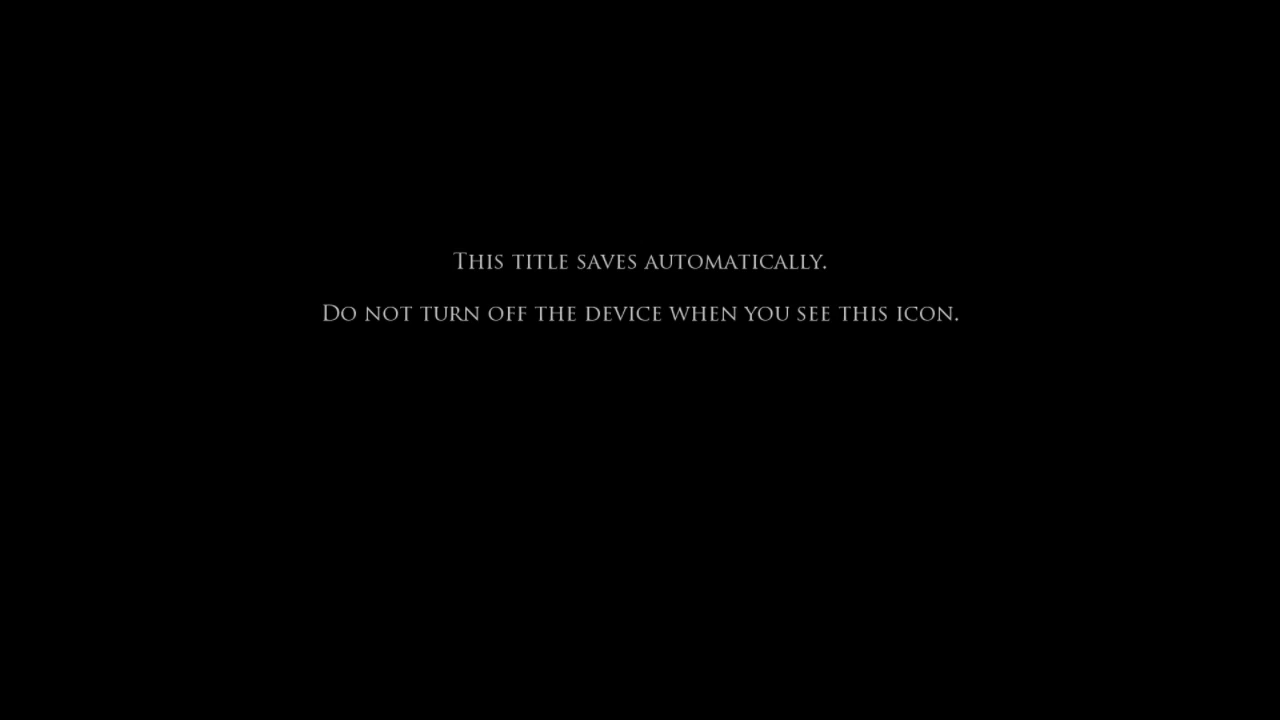 This title saves automatically.
Do not turn off the device when you see this icon.